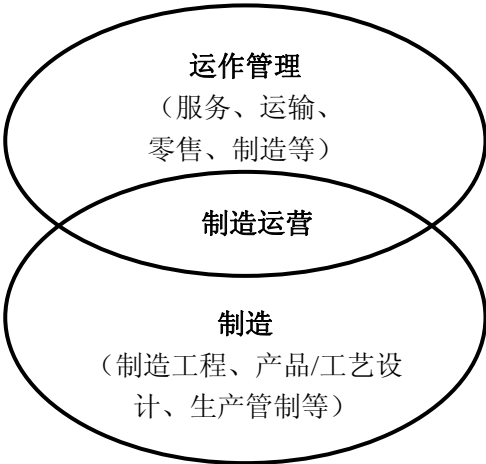 运作管理
（服务、运输、
零售、制造等）
制造运营
制造
（制造工程、产品/工艺设
计、生产管制等）